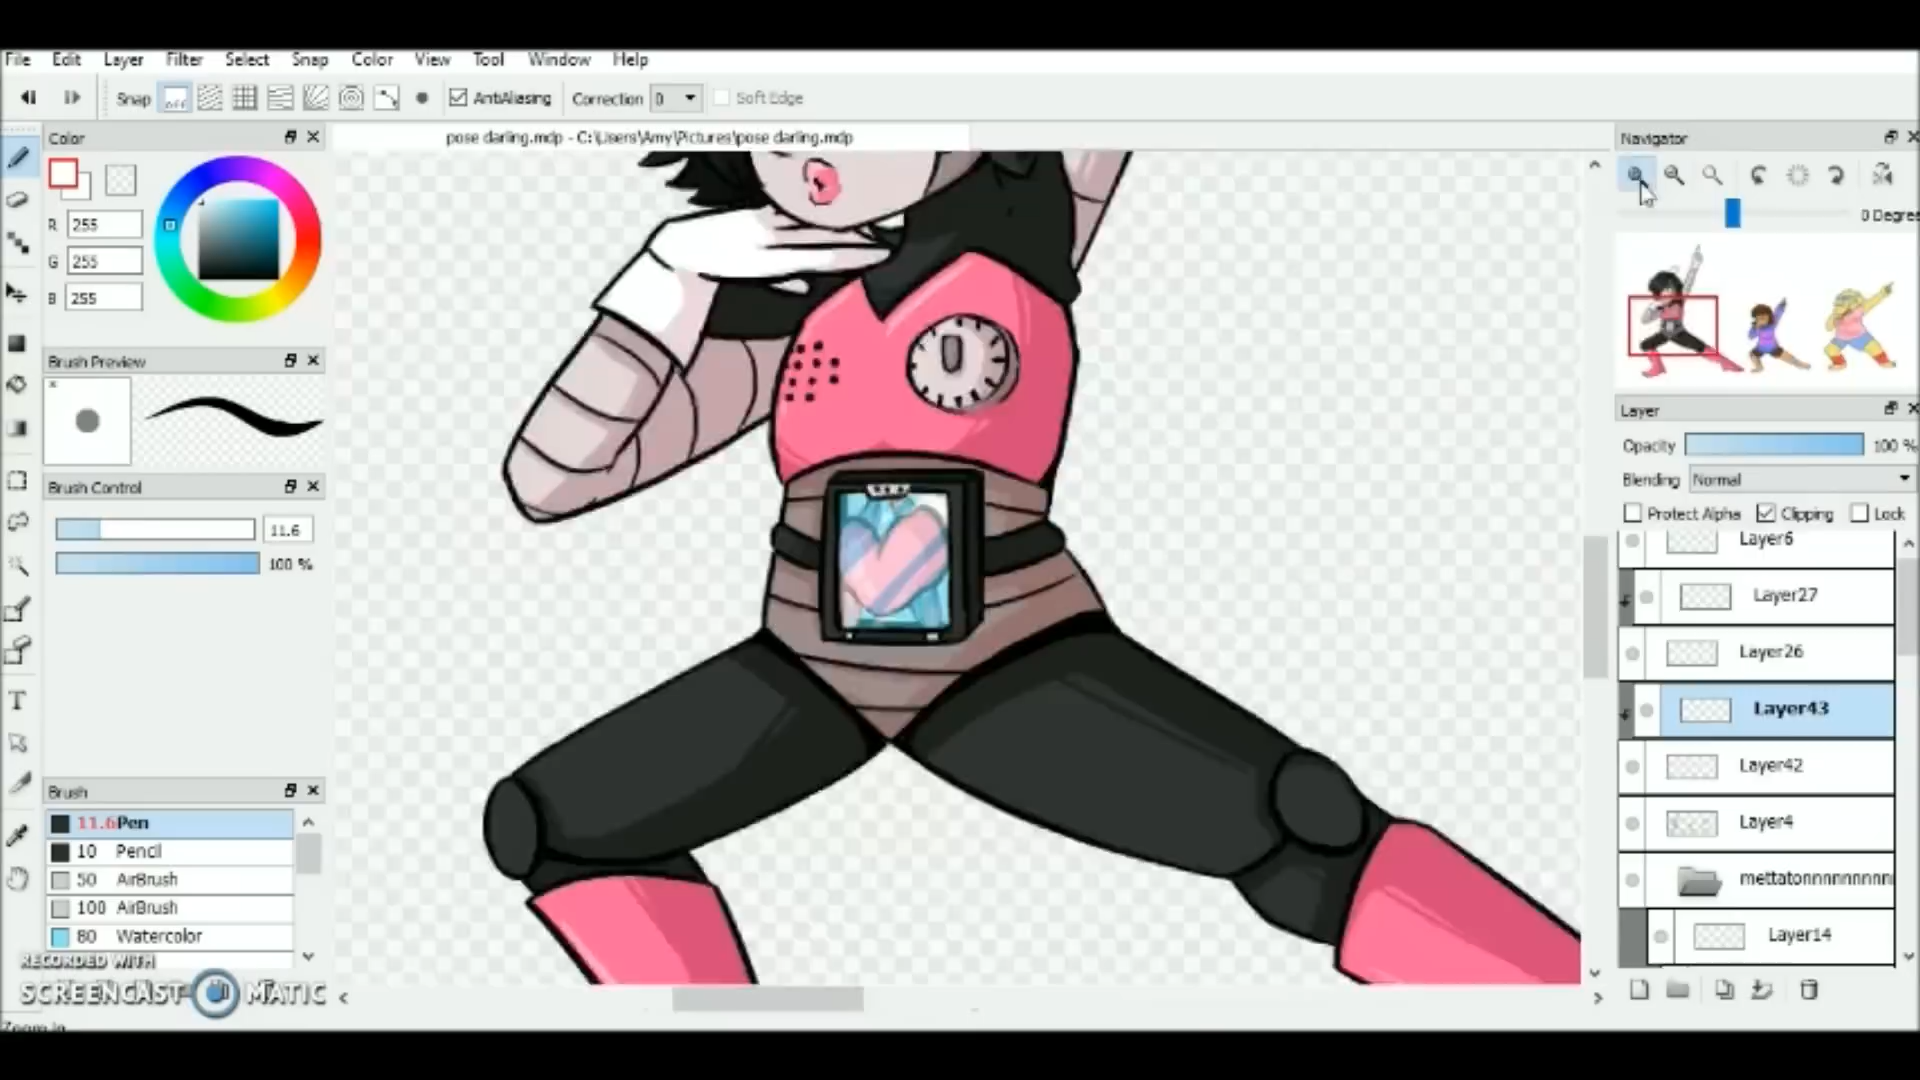 File Edit Layer Filter Select Snap Color View Tool Window Help
Snap off AntiAliasing Correction 0 Soft Edge
Color
pose darling.mdp - C:\Users\Amy\Pictures\pose darling.mdp
Navigator
R 255
G 255
B 255
0 Degree
Brush Preview
Brush Control
11.6
100 %
Brush
11.6 Pen
10 Pencil
50 AirBrush
100 AirBrush
80 Watercolor
RECORDED WITH
SCREENCAST MATIC
Zoom in
Layer
Opacity 100 %
Blending Normal
Protect Alpha Clipping Lock
Layer6
Layer27
Layer26
Layer43
Layer42
Layer4
mettatonnnnnnnnnn
Layer14